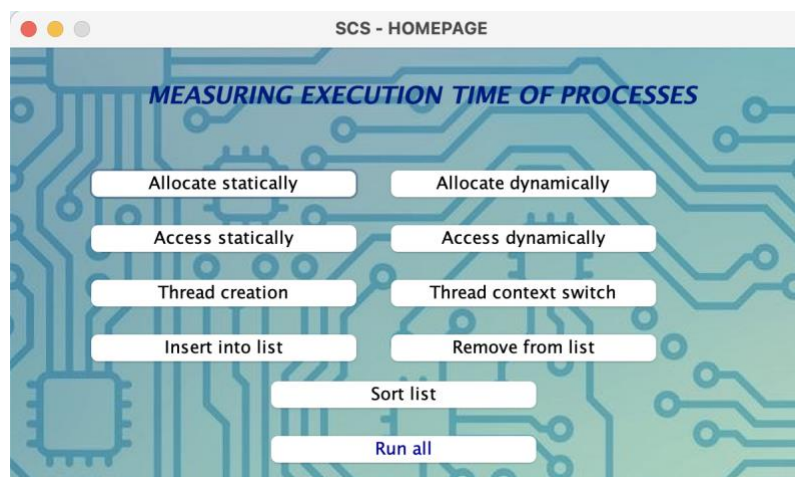 SCS - HOMEPAGE
MEASURING EXECUTION TIME OF PROCESSES
Allocate statically
Allocate dynamically
Access statically
Access dynamically
Thread creation
Thread context switch
Insert into list
Remove from list
Sort list
Run all